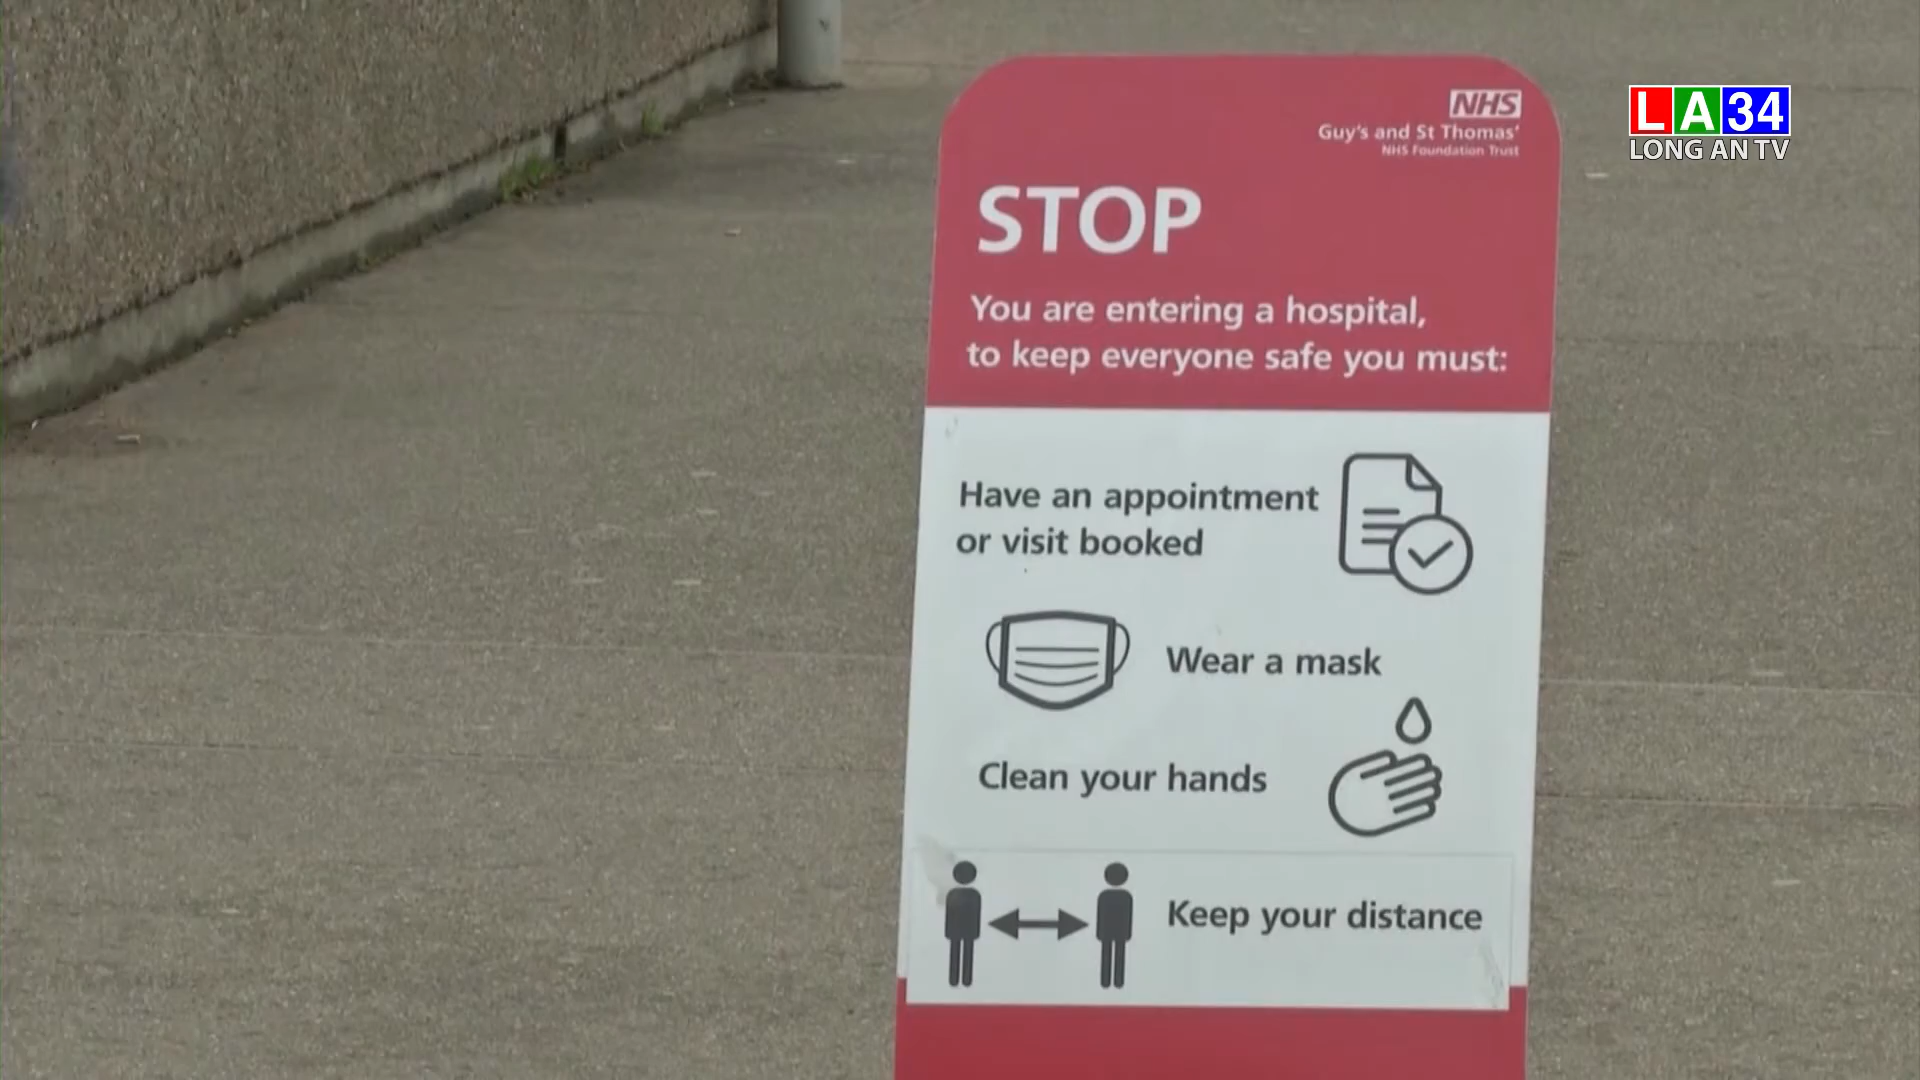 NHS
Guy's and St Thomas'
NHS Foundation Trust
STOP
You are entering a hospital,
to keep everyone safe you must:
Have an appointment
or visit booked
Wear a mask
Clean your hands
Keep your distance
LA34
LONG AN TV